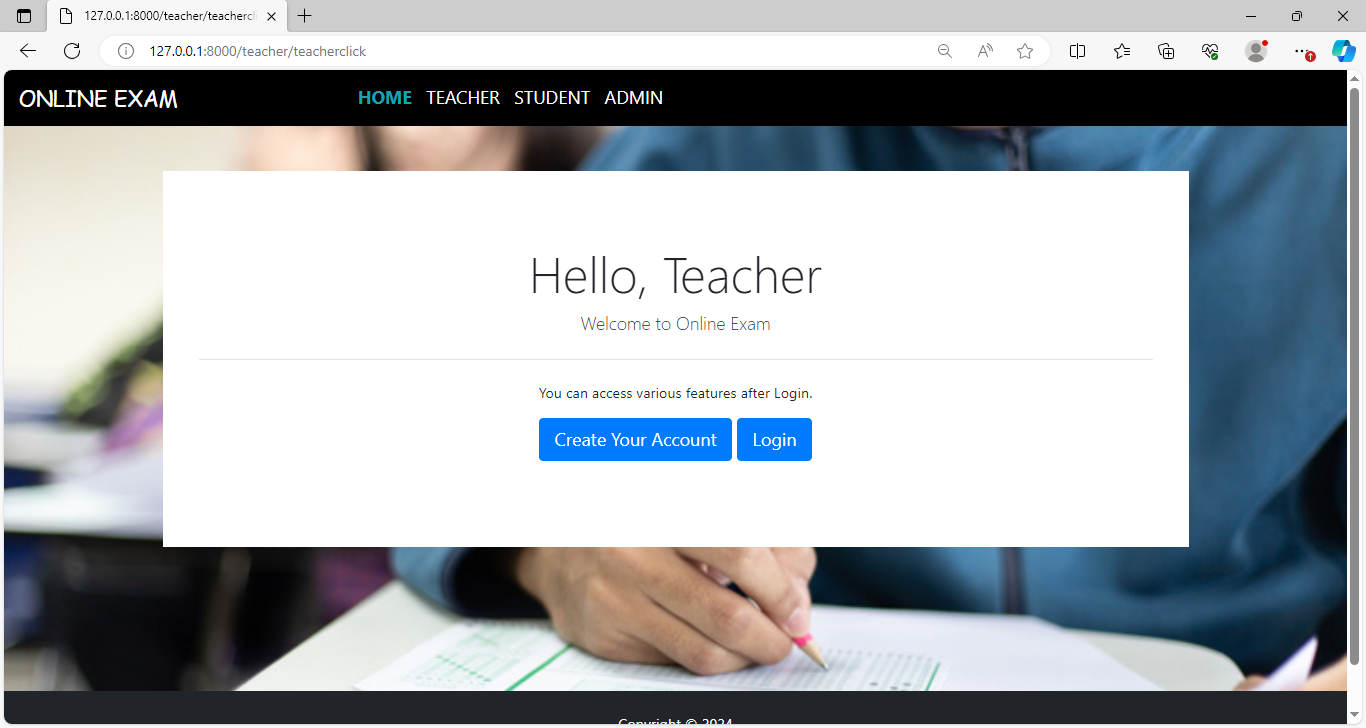 127.0.0.1:8000/teacher/teachercli
127.0.0.1:8000/teacher/teacherclick
ONLINE EXAM
HOME TEACHER STUDENT ADMIN
Hello, Teacher
Welcome to Online Exam
You can access various features after Login.
Create Your Account Login
Copyright © 2024